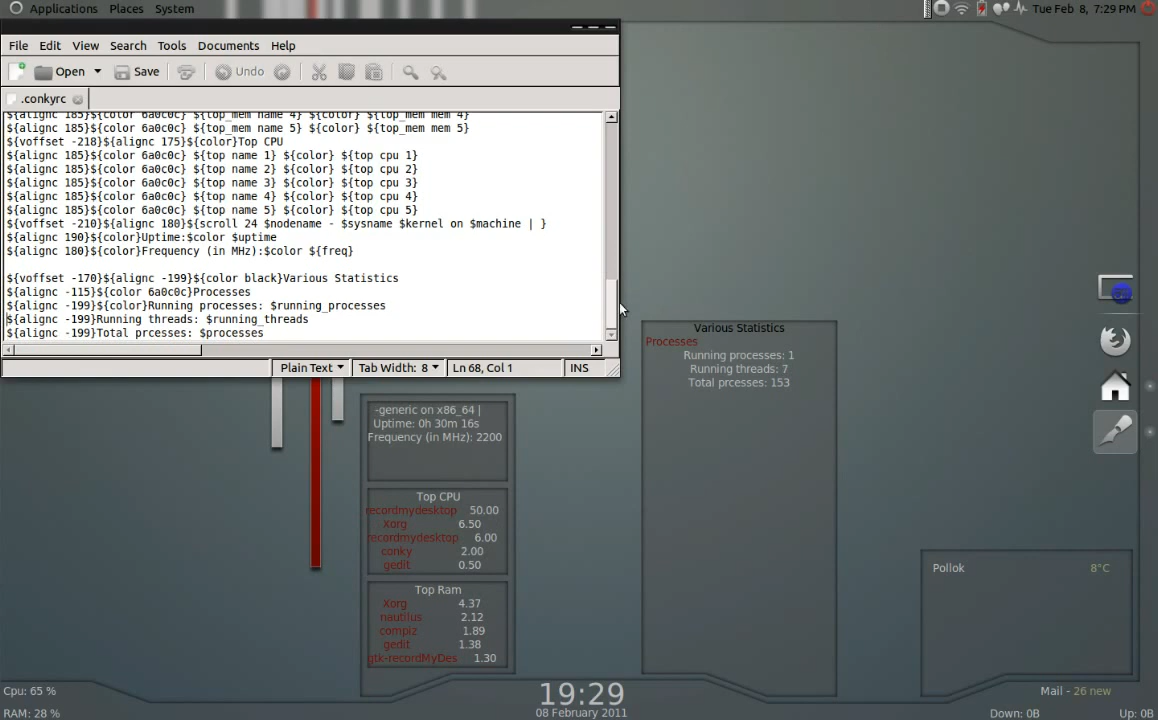 Applications Places System
Tue Feb 8, 7:29 PM
File Edit View Search Tools Documents Help
Open Save Undo
.conkyrc
${alignc 185}${color 6a0c0c} ${top_mem name 4} ${color} ${top_mem mem 4}
${alignc 185}${color 6a0c0c} ${top_mem name 5} ${color} ${top_mem mem 5}
${voffset -218}${alignc 175}${color}Top CPU
${alignc 185}${color 6a0c0c} ${top name 1} ${color} ${top cpu 1}
${alignc 185}${color 6a0c0c} ${top name 2} ${color} ${top cpu 2}
${alignc 185}${color 6a0c0c} ${top name 3} ${color} ${top cpu 3}
${alignc 185}${color 6a0c0c} ${top name 4} ${color} ${top cpu 4}
${alignc 185}${color 6a0c0c} ${top name 5} ${color} ${top cpu 5}
${voffset -210}${alignc 180}${scroll 24 $nodename - $sysname $kernel on $machine | }
${alignc 190}${color}Uptime:$color $uptime
${alignc 180}${color}Frequency (in MHz):$color ${freq}
${voffset -170}${alignc -199}${color black}Various Statistics
${alignc -115}${color 6a0c0c}Processes
${alignc -199}${color}Running processes: $running_processes
${alignc -199}Running threads: $running_threads
${alignc -199}Total prcesses: $processes
Plain Text Tab Width: 8 Ln 68, Col 1 INS
-generic on x86_64 |
Uptime: 0h 30m 16s
Frequency (in MHz): 2200
Top CPU
recordmydesktop 50.00
Xorg 6.50
recordmydesktop 6.00
conky 2.00
gedit 0.50
Top Ram
Xorg 4.37
nautilus 2.12
compiz 1.89
gedit 1.38
gtk-recordMyDes 1.30
Various Statistics
Processes
Running processes: 1
Running threads: 7
Total prcesses: 153
Pollok 8°C
Cpu: 65 %
RAM: 28 %
19:29
08 February 2011
Mail - 26 new
Down: 0B Up: 0B